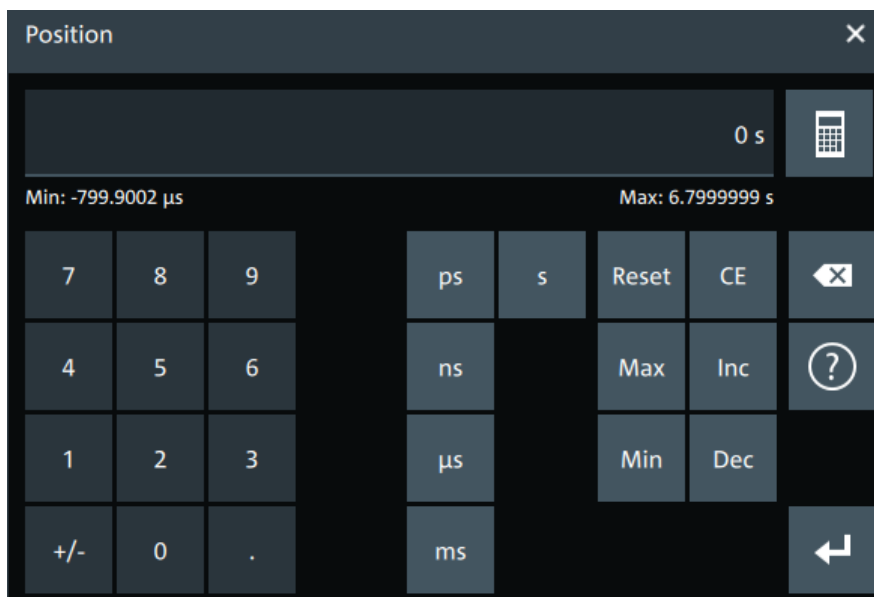 Position
0 s
Min: -799.9002 µs Max: 6.7999999 s
7 8 9 ps s Reset CE
4 5 6 ns Max Inc ?
1 2 3 µs Min Dec
+/- 0 . ms